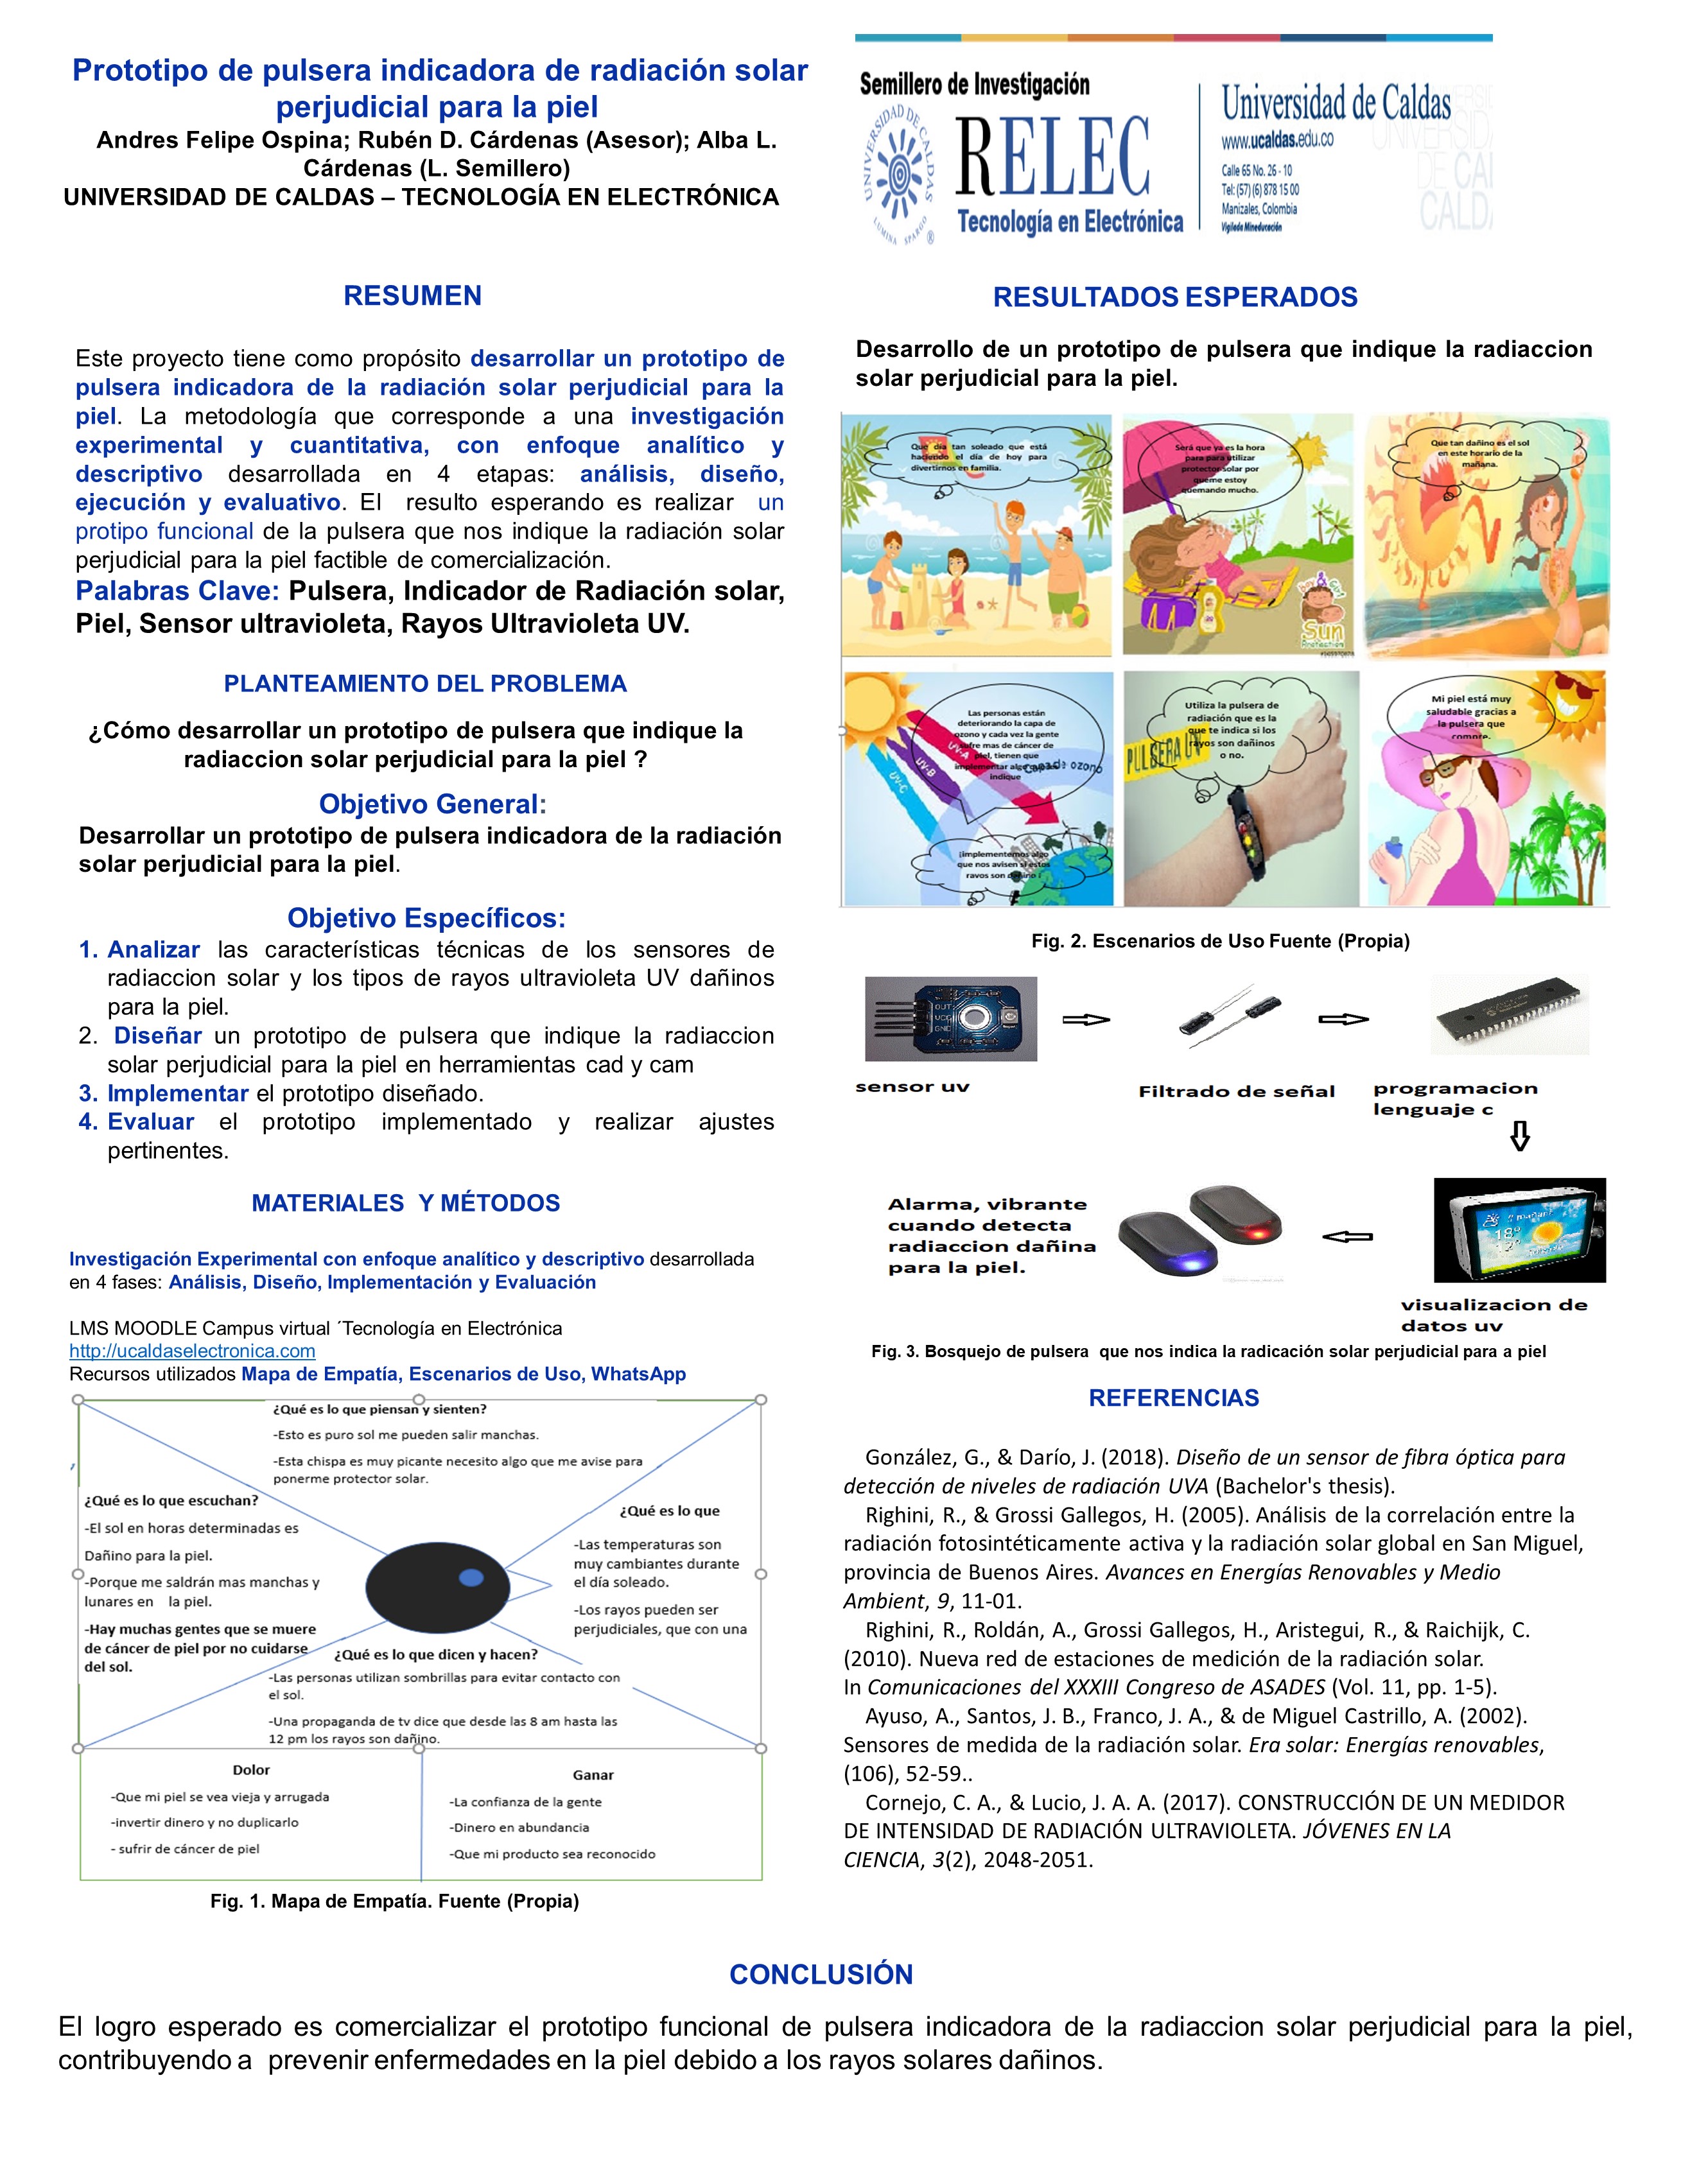 Prototipo de pulsera indicadora de radiación solar
perjudicial para la piel
Andres Felipe Ospina; Rubén D. Cárdenas (Asesor); Alba L.
Cárdenas (L. Semillero)
UNIVERSIDAD DE CALDAS – TECNOLOGÍA EN ELECTRÓNICA
Semillero de Investigación
UNIVERSIDAD DE CALDAS
LUMINA SPARGO
®
RELEC
Tecnología en Electrónica
Universidad de Caldas
www.ucaldas.edu.co
Calle 65 No. 26 - 10
Tel: (57) (6) 878 15 00
Manizales, Colombia
Vigilada Mineducación
RESUMEN
Este proyecto tiene como propósito desarrollar un prototipo de
pulsera indicadora de la radiación solar perjudicial para la
piel. La metodología que corresponde a una investigación
experimental y cuantitativa, con enfoque analítico y
descriptivo desarrollada en 4 etapas: análisis, diseño,
ejecución y evaluativo. El resulto esperando es realizar un
protipo funcional de la pulsera que nos indique la radiación solar
perjudicial para la piel factible de comercialización.
Palabras Clave: Pulsera, Indicador de Radiación solar,
Piel, Sensor ultravioleta, Rayos Ultravioleta UV.
PLANTEAMIENTO DEL PROBLEMA
¿Cómo desarrollar un prototipo de pulsera que indique la
radiaccion solar perjudicial para la piel ?
Objetivo General:
Desarrollar un prototipo de pulsera indicadora de la radiación
solar perjudicial para la piel.
Objetivo Específicos:
1. Analizar las características técnicas de los sensores de
radiaccion solar y los tipos de rayos ultravioleta UV dañinos
para la piel.
2. Diseñar un prototipo de pulsera que indique la radiaccion
solar perjudicial para la piel en herramientas cad y cam
3. Implementar el prototipo diseñado.
4. Evaluar el prototipo implementado y realizar ajustes
pertinentes.
MATERIALES Y MÉTODOS
Investigación Experimental con enfoque analítico y descriptivo desarrollada
en 4 fases: Análisis, Diseño, Implementación y Evaluación
LMS MOODLE Campus virtual ´Tecnología en Electrónica
http://ucaldaselectronica.com
Recursos utilizados Mapa de Empatía, Escenarios de Uso, WhatsApp
¿Qué es lo que piensan y sienten?
-Esto es puro sol me pueden salir manchas.
-Esta chispa es muy picante necesito algo que me avise para
ponerme protector solar.
¿Qué es lo que escuchan?
-El sol en horas determinadas es
Dañino para la piel.
-Porque me saldrán mas manchas y
lunares en la piel.
-Hay muchas gentes que se muere
de cáncer de piel por no cuidarse
del sol.
¿Qué es lo que
-Las temperaturas son
muy cambiantes durante
el día soleado.
-Los rayos pueden ser
perjudiciales, que con una
¿Qué es lo que dicen y hacen?
-Las personas utilizan sombrillas para evitar contacto con
el sol.
-Una propaganda de tv dice que desde las 8 am hasta las
12 pm los rayos son dañino.
Dolor
-Que mi piel se vea vieja y arrugada
-invertir dinero y no duplicarlo
- sufrir de cáncer de piel
Ganar
-La confianza de la gente
-Dinero en abundancia
-Que mi producto sea reconocido
Fig. 1. Mapa de Empatía. Fuente (Propia)
RESULTADOS ESPERADOS
Desarrollo de un prototipo de pulsera que indique la radiaccion
solar perjudicial para la piel.
Que día tan soleado que está
haciendo el día de hoy para
divertirnos en familia.
Será que ya es la hora
para para utilizar
protector solar por
queme estoy
quemando mucho.
Sun
Protection
Que tan dañino es el sol
en este horario de la
mañana.
Las personas están
deteriorando la capa de
ozono y cada vez la gente
sufre mas de cáncer de
piel, tienen que
implementar algo que les
indique
UV-A
UV-B
UV-C
capa de ozono
¡implementemos algo
que nos avisen si estos
rayos son dañino ¡
Utiliza la pulsera de
radiación que es la
que te indica si los
rayos son dañinos
o no.
PULSERA UV
Mi piel está muy
saludable gracias a
la pulsera que
compre.
Fig. 2. Escenarios de Uso Fuente (Propia)
OUT
VCC
GND
sensor uv
Filtrado de señal
programacion
lenguaje c
Alarma, vibrante
cuando detecta
radiaccion dañina
para la piel.
18°
12°
visualizacion de
datos uv
Fig. 3. Bosquejo de pulsera que nos indica la radicación solar perjudicial para a piel
REFERENCIAS
González, G., & Darío, J. (2018). Diseño de un sensor de fibra óptica para
detección de niveles de radiación UVA (Bachelor's thesis).
Righini, R., & Grossi Gallegos, H. (2005). Análisis de la correlación entre la
radiación fotosintéticamente activa y la radiación solar global en San Miguel,
provincia de Buenos Aires. Avances en Energías Renovables y Medio
Ambient, 9, 11-01.
Righini, R., Roldán, A., Grossi Gallegos, H., Aristegui, R., & Raichijk, C.
(2010). Nueva red de estaciones de medición de la radiación solar.
In Comunicaciones del XXXIII Congreso de ASADES (Vol. 11, pp. 1-5).
Ayuso, A., Santos, J. B., Franco, J. A., & de Miguel Castrillo, A. (2002).
Sensores de medida de la radiación solar. Era solar: Energías renovables,
(106), 52-59..
Cornejo, C. A., & Lucio, J. A. A. (2017). CONSTRUCCIÓN DE UN MEDIDOR
DE INTENSIDAD DE RADIACIÓN ULTRAVIOLETA. JÓVENES EN LA
CIENCIA, 3(2), 2048-2051.
CONCLUSIÓN
El logro esperado es comercializar el prototipo funcional de pulsera indicadora de la radiaccion solar perjudicial para la piel,
contribuyendo a prevenir enfermedades en la piel debido a los rayos solares dañinos.